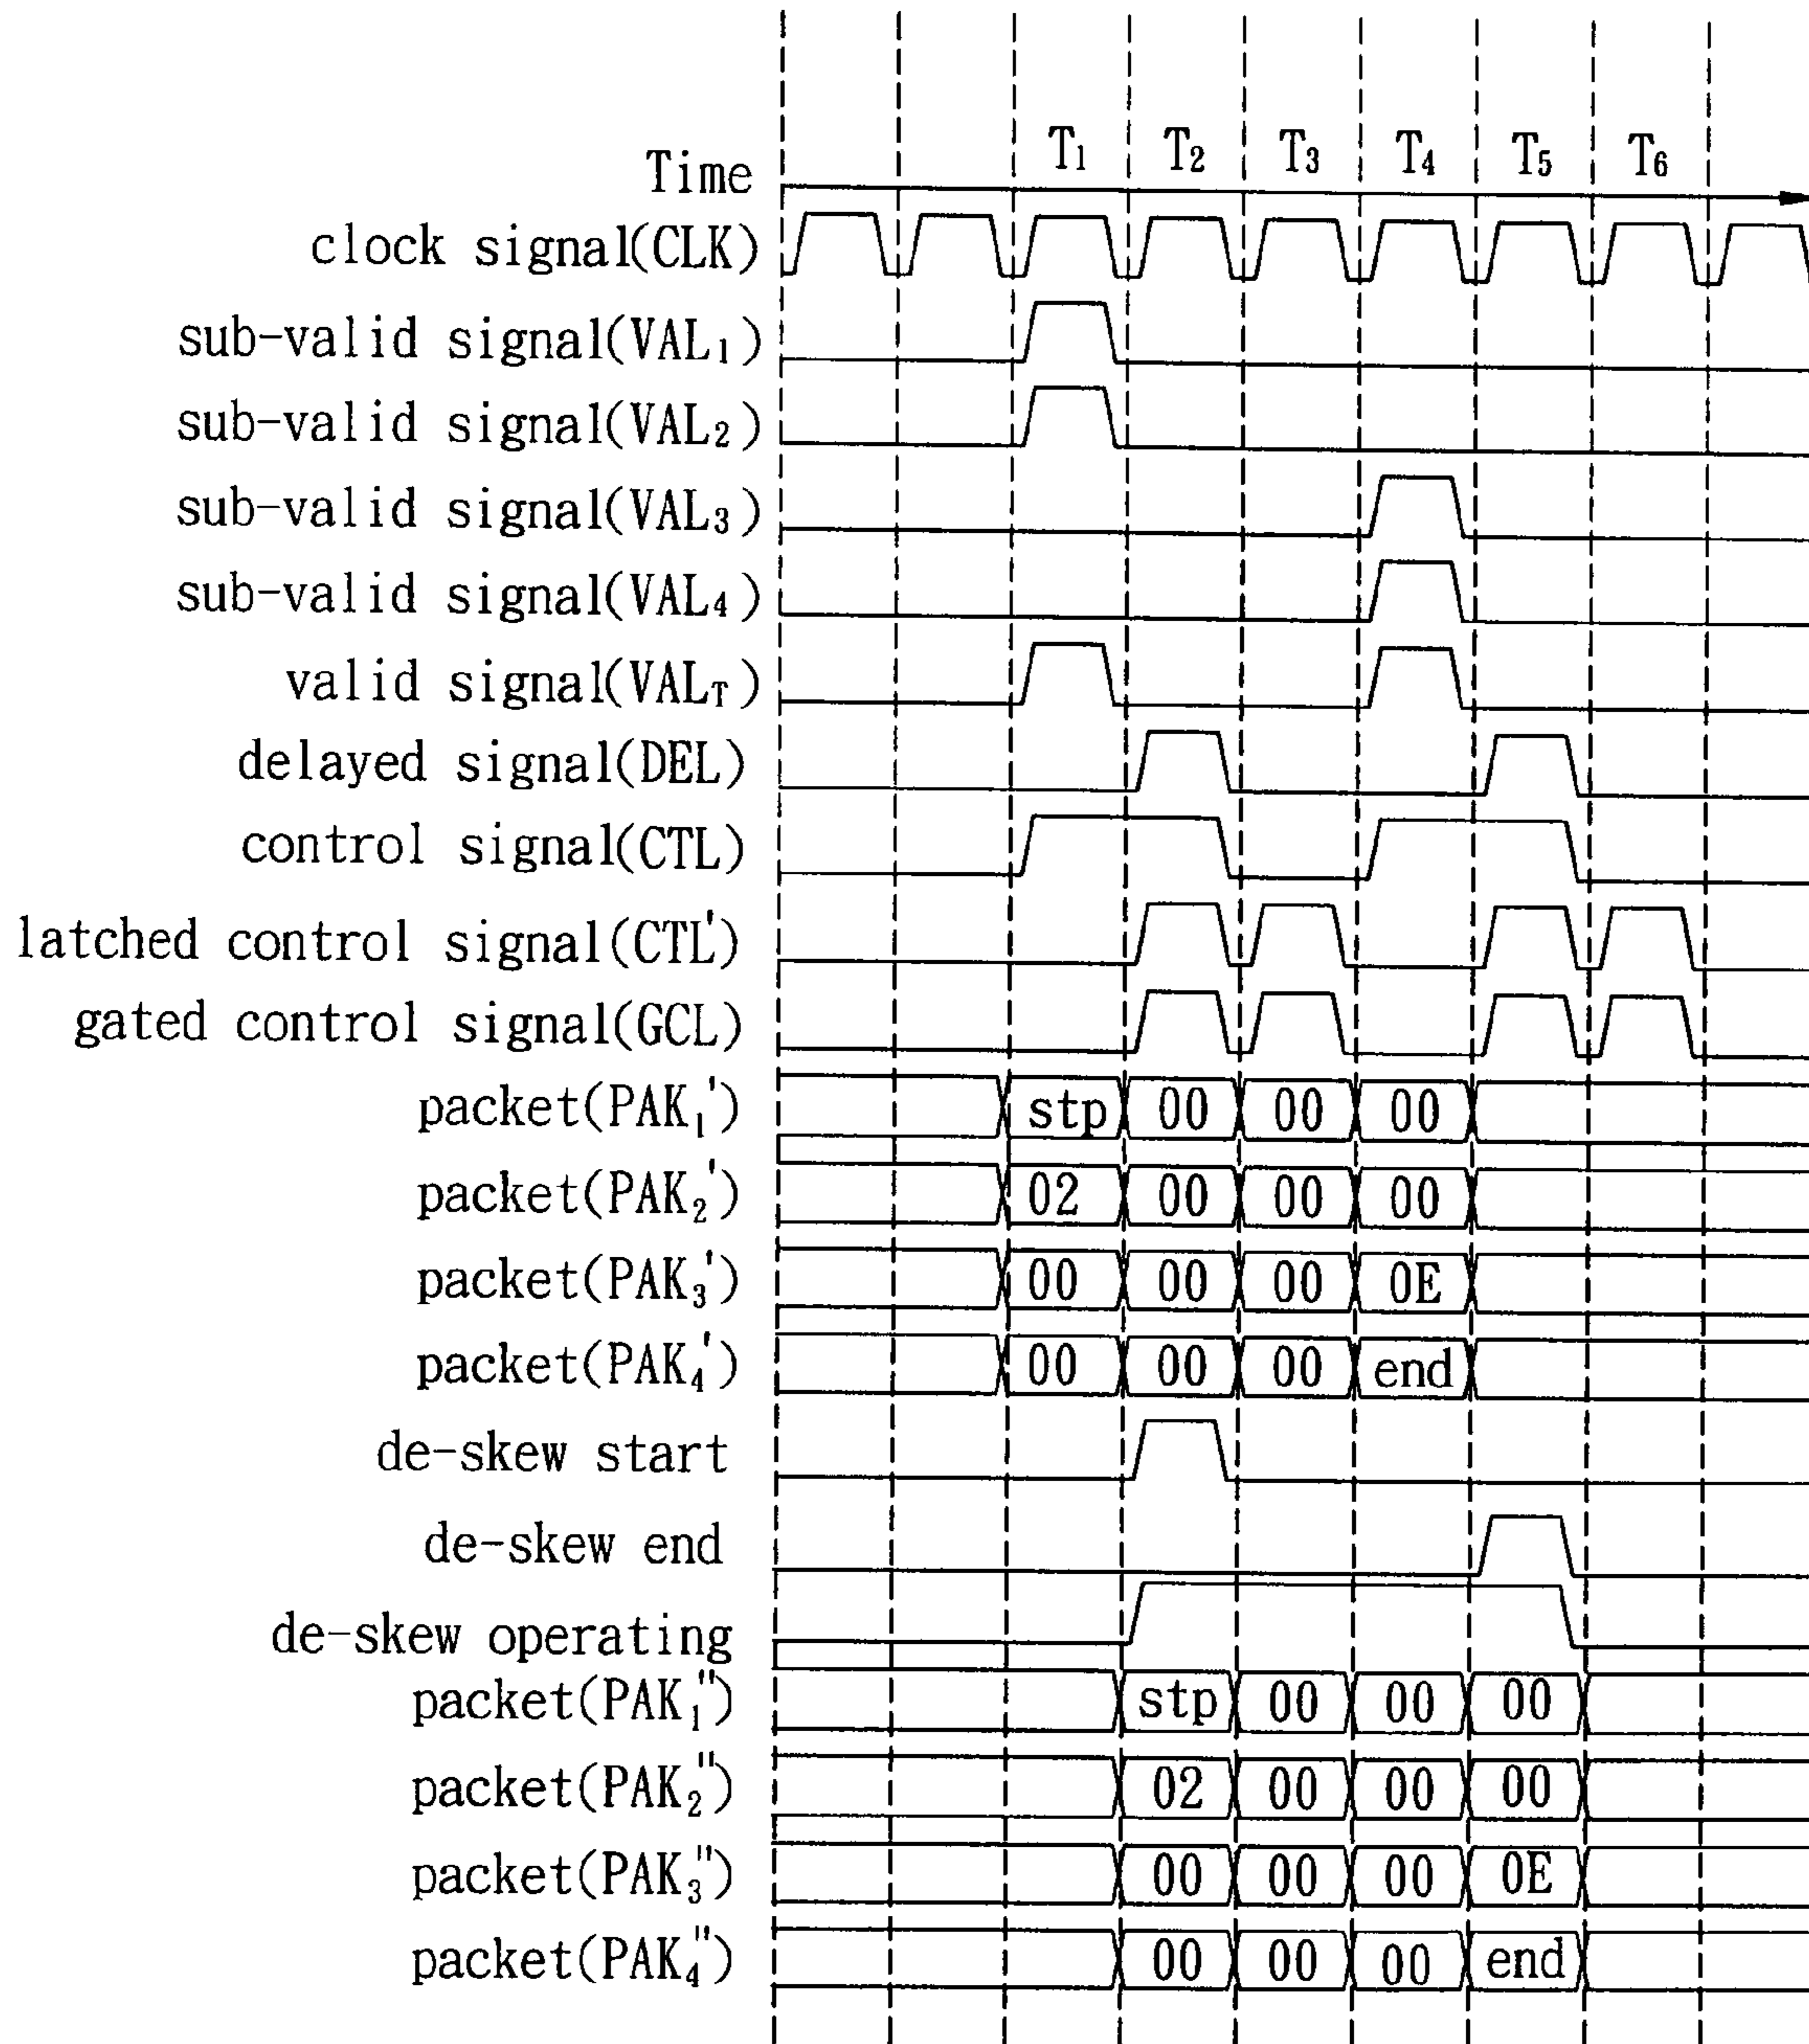 T1 T2 T3 T4 T5 T6
Time
clock signal(CLK)
sub-valid signal(VAL1)
sub-valid signal(VAL2)
sub-valid signal(VAL3)
sub-valid signal(VAL4)
valid signal(VALT)
delayed signal(DEL)
control signal(CTL)
latched control signal(CTL')
gated control signal(GCL)
packet(PAK1') stp 00 00 00
packet(PAK2') 02 00 00 00
packet(PAK3') 00 00 00 0E
packet(PAK4') 00 00 00 end
de-skew start
de-skew end
de-skew operating
packet(PAK1") stp 00 00 00
packet(PAK2") 02 00 00 00
packet(PAK3") 00 00 00 0E
packet(PAK4") 00 00 00 end